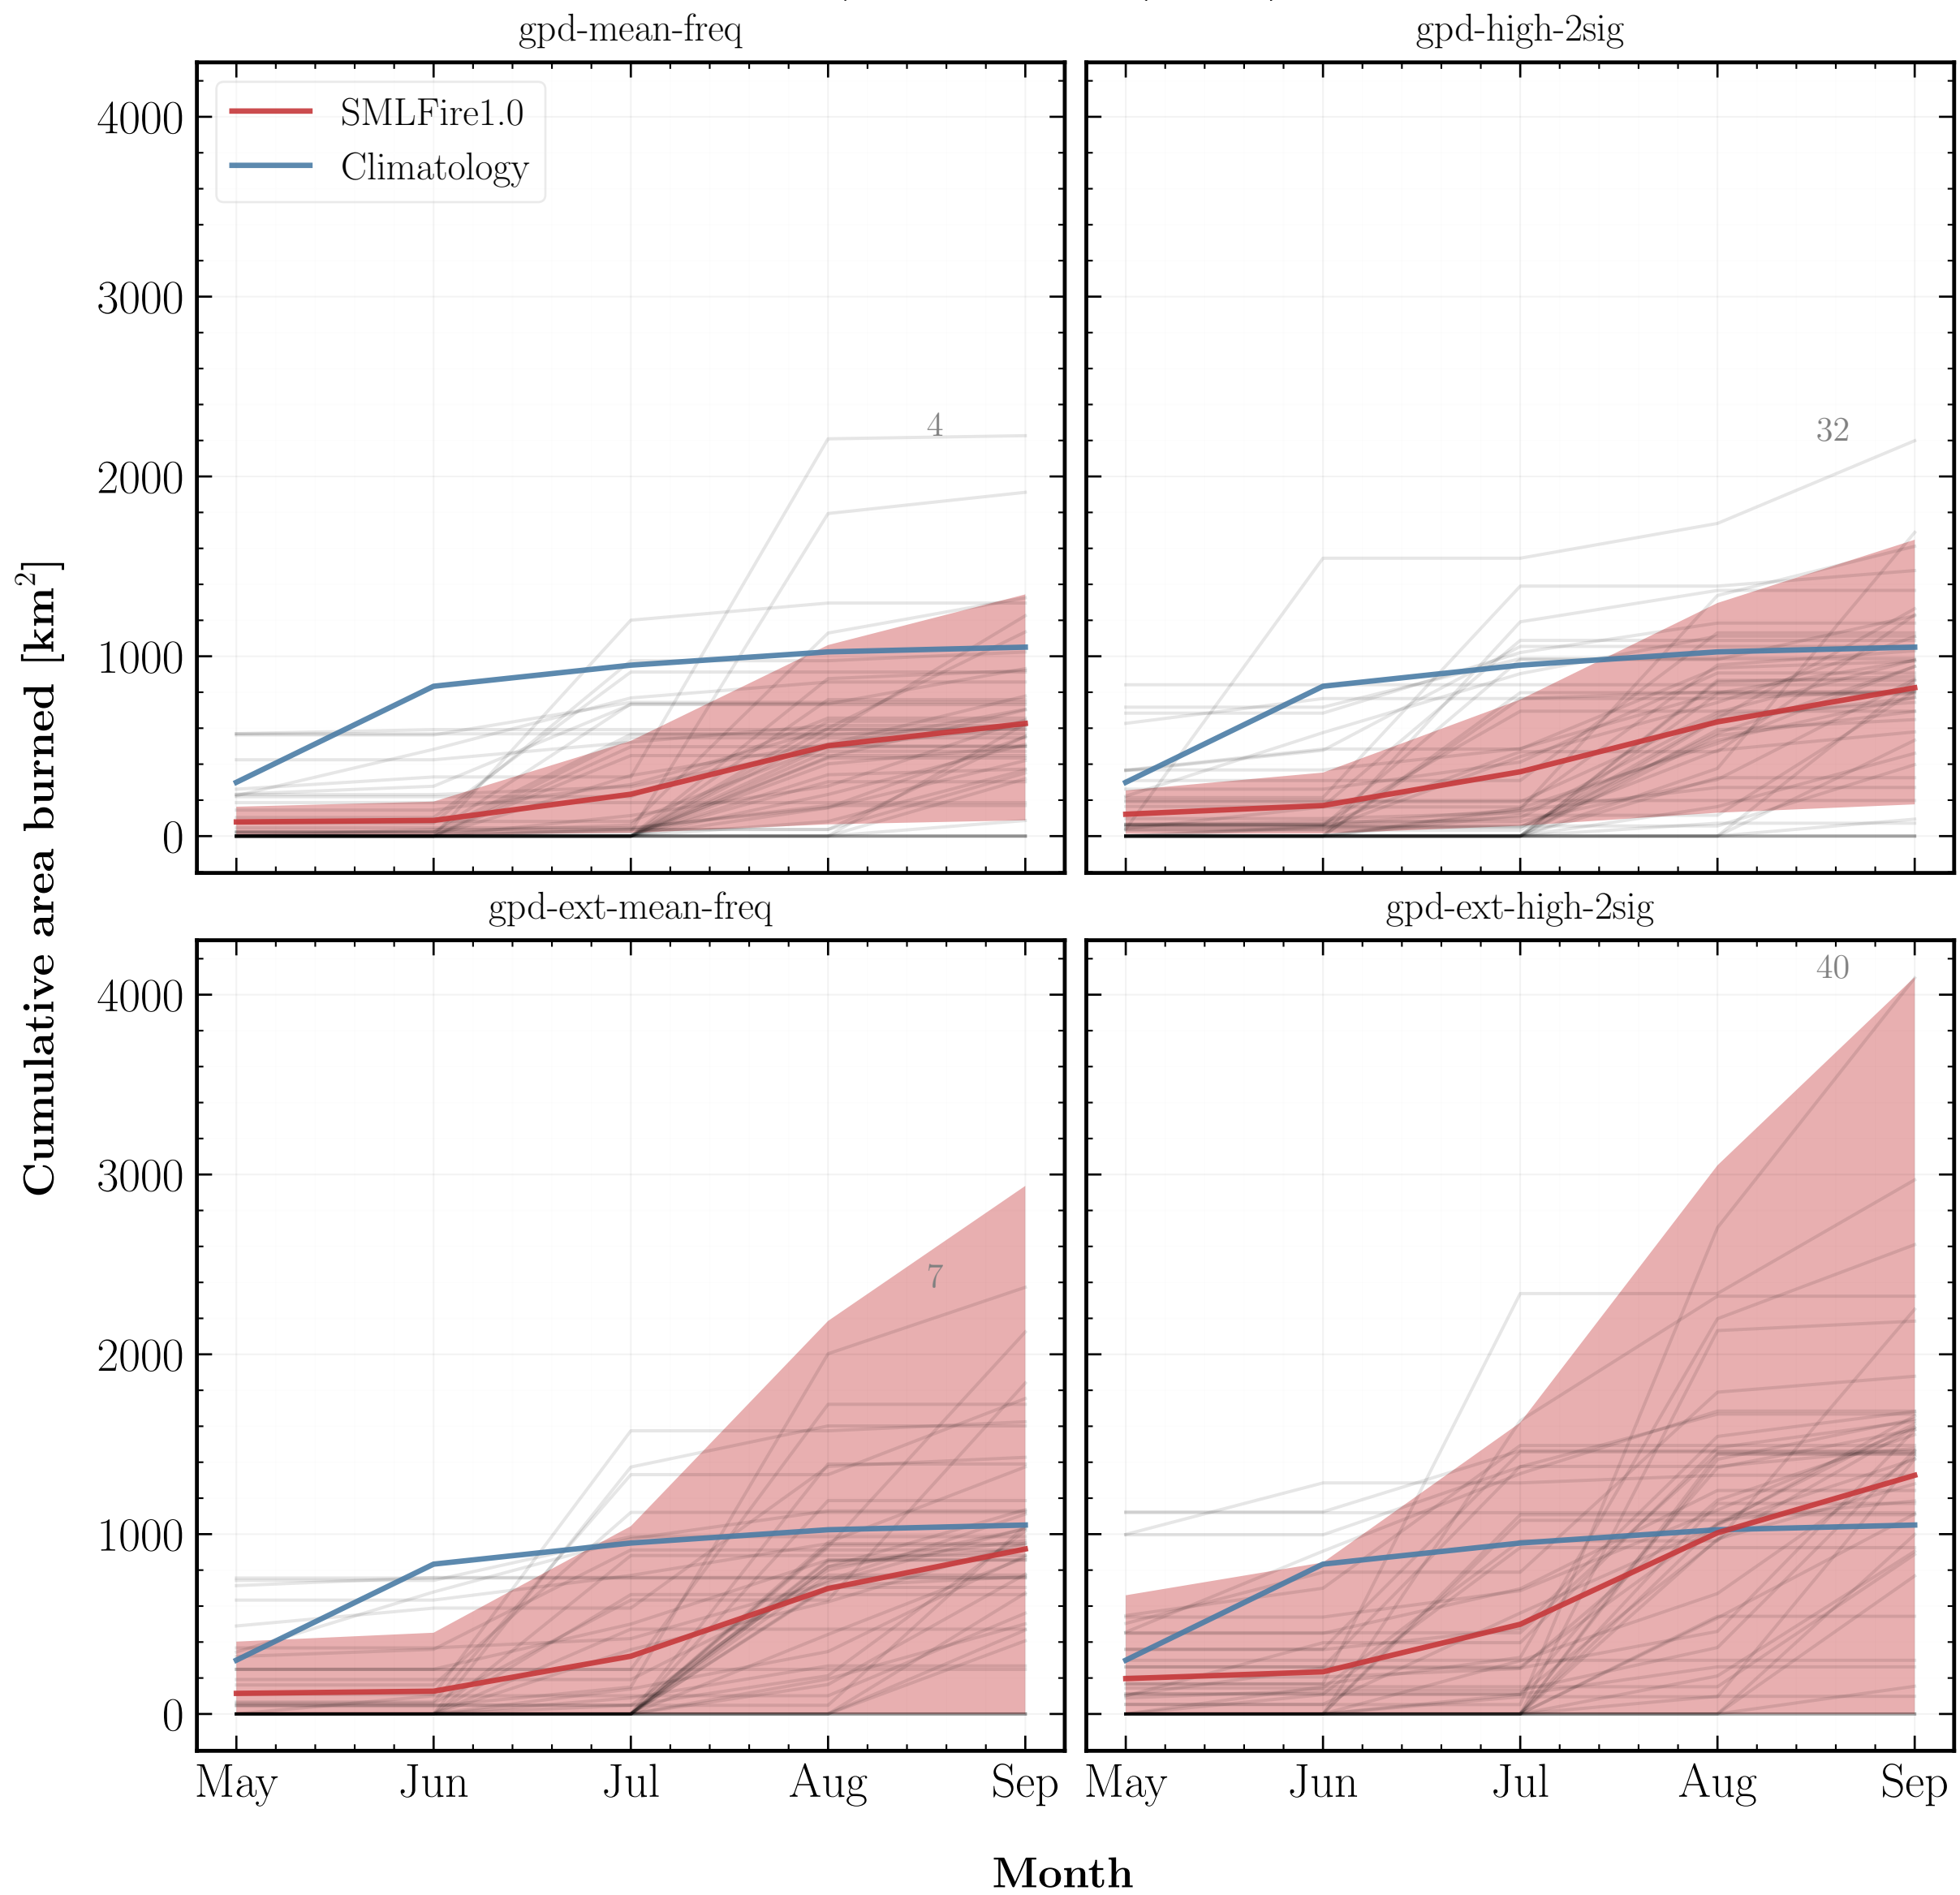 gpd-mean-freq
gpd-high-2sig
SMLFire1.0
Climatology
4000
3000
2000
1000
0
4
32
Cumulative area burned [km²]
gpd-ext-mean-freq
gpd-ext-high-2sig
4000
3000
2000
1000
0
7
40
May Jun Jul Aug Sep
May Jun Jul Aug Sep
Month